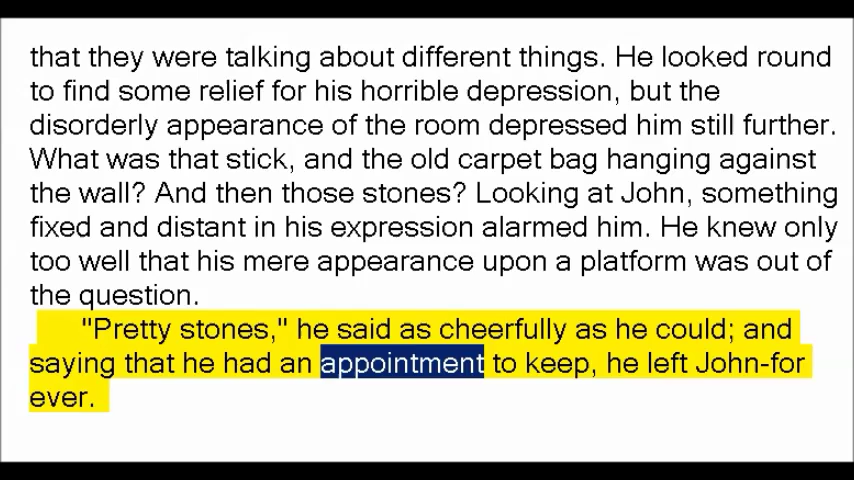 that they were talking about different things. He looked round
to find some relief for his horrible depression, but the
disorderly appearance of the room depressed him still further.
What was that stick, and the old carpet bag hanging against
the wall? And then those stones? Looking at John, something
fixed and distant in his expression alarmed him. He knew only
too well that his mere appearance upon a platform was out of
the question.
"Pretty stones," he said as cheerfully as he could; and
saying that he had an appointment to keep, he left John-for
ever.